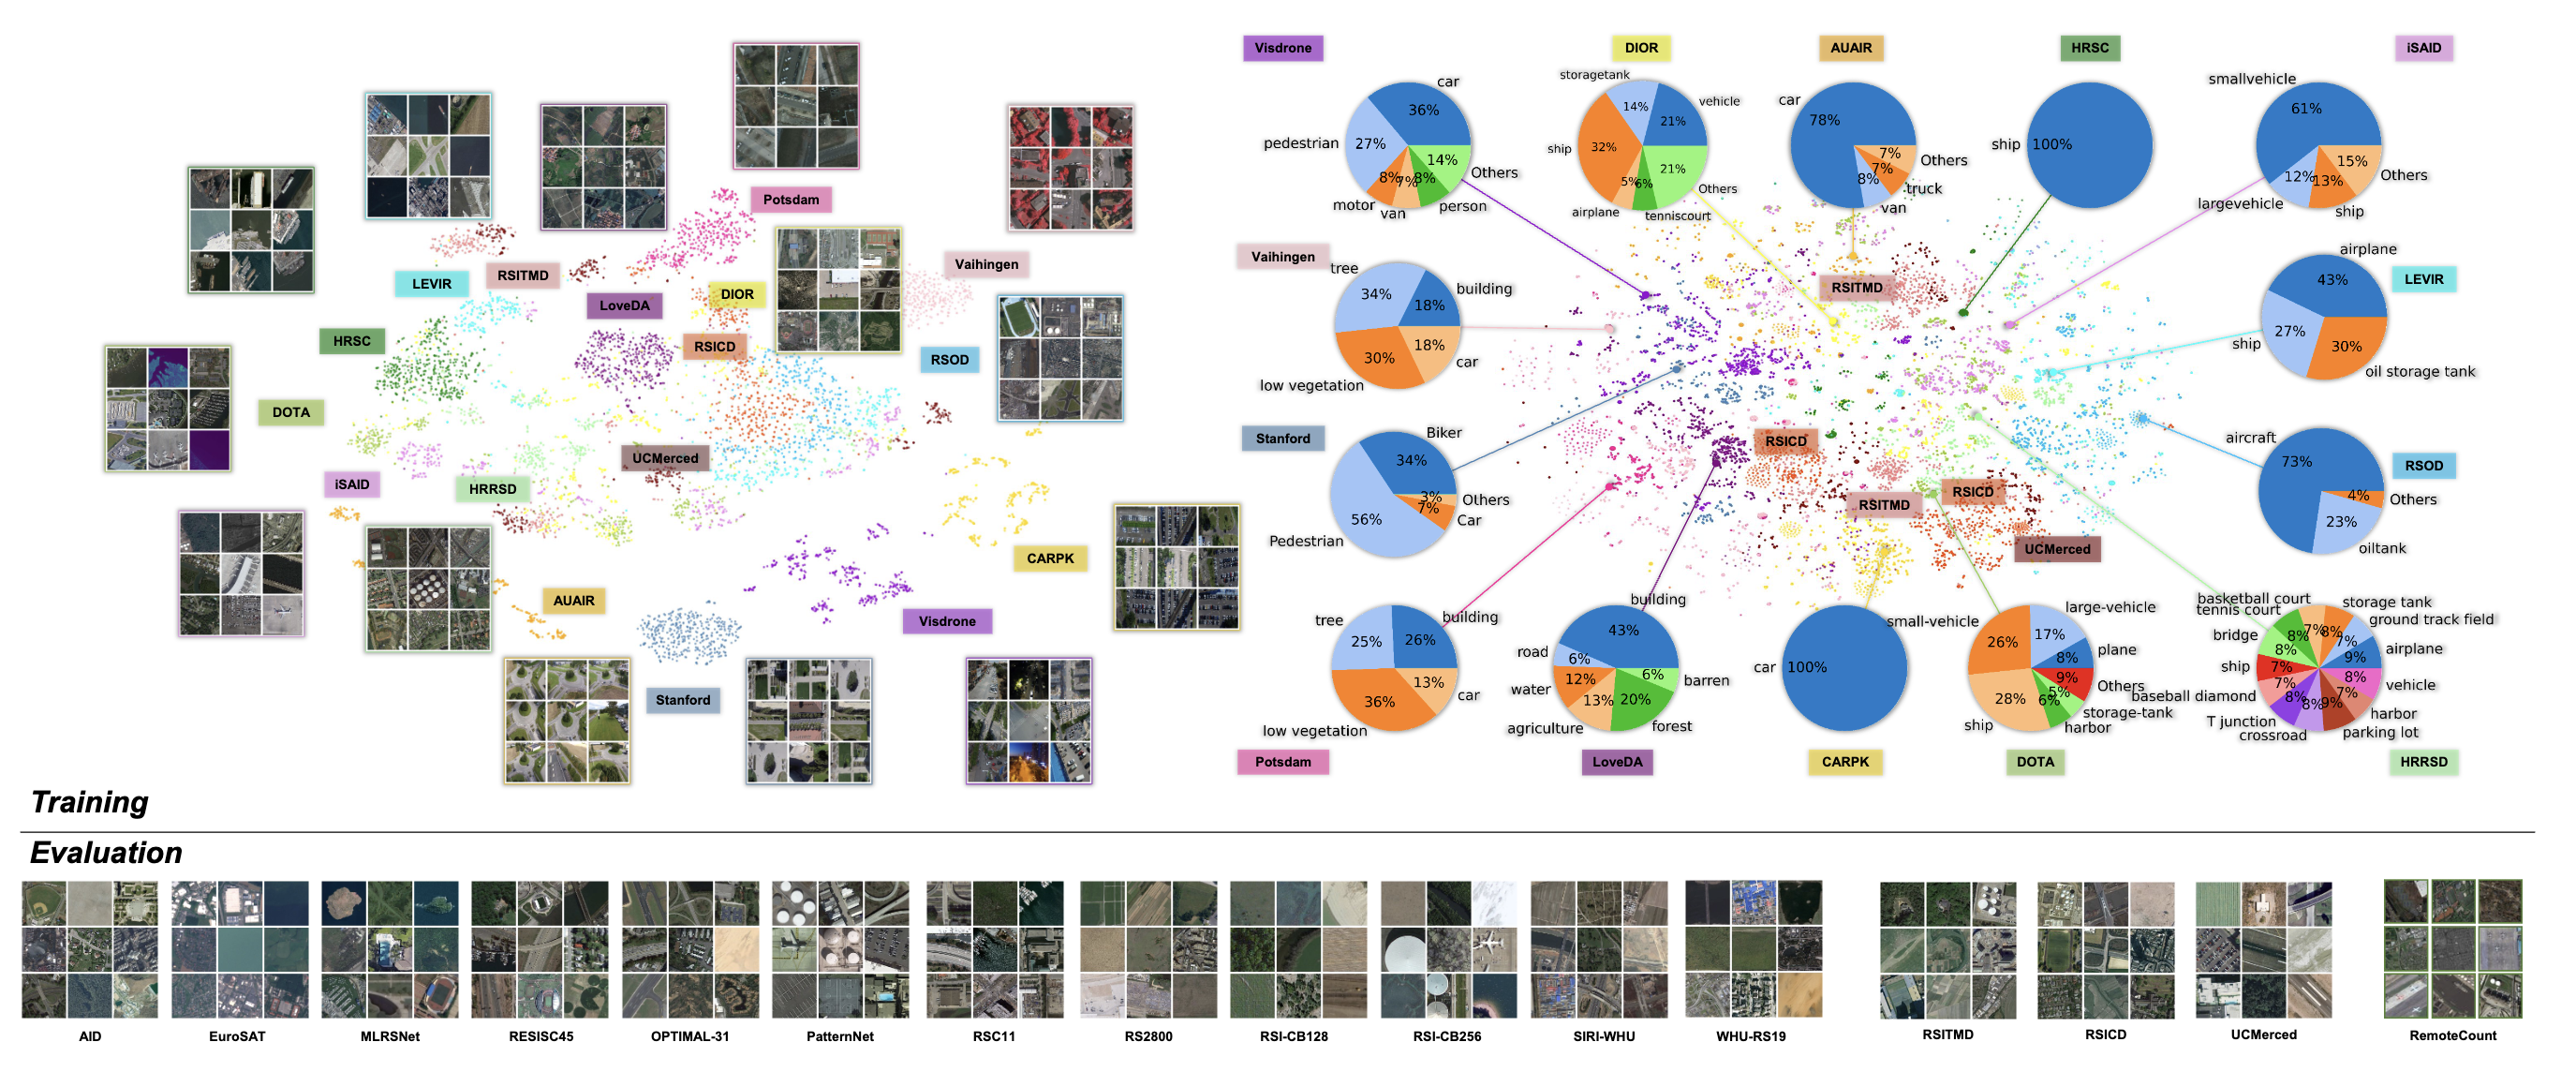 Potsdam
Vaihingen
RSITMD
LEVIR
LoveDA
DIOR
HRSC
RSICD
RSOD
DOTA
UCMerced
iSAID
HRRSD
CARPK
AUAIR
Visdrone
Stanford
Visdrone
car
36%
pedestrian
27%
14%
Others
8%
7%
8%
motor
van
person
DIOR
storagetank
14%
vehicle
21%
ship
32%
5%
6%
21%
Others
airplane
tenniscourt
AUAIR
car
78%
7%
Others
7%
8%
truck
van
HRSC
ship
100%
iSAID
smallvehicle
61%
15%
Others
12%
13%
largevehicle
ship
Vaihingen
tree
34%
building
18%
30%
18%
car
low vegetation
RSITMD
airplane
43%
LEVIR
27%
ship
30%
oil storage tank
Stanford
Biker
34%
3%
Others
7%
Car
56%
Pedestrian
RSICD
RSITMD
RSICD
UCMerced
aircraft
73%
RSOD
4%
Others
23%
oiltank
tree
25%
building
26%
13%
car
36%
low vegetation
Potsdam
building
43%
road
6%
water
12%
6%
barren
13%
20%
agriculture
forest
LoveDA
car
100%
CARPK
small-vehicle
26%
large-vehicle
17%
plane
8%
9%
Others
5%
storage-tank
28%
6%
ship
harbor
DOTA
basketball court
storage tank
tennis court
ground track field
7%
8%
8%
7%
bridge
8%
airplane
9%
ship
7%
8%
vehicle
7%
7%
baseball diamond
8%
8%
9%
harbor
T junction
crossroad
parking lot
HRRSD
Training
Evaluation
AID
EuroSAT
MLRSNet
RESISC45
OPTIMAL-31
PatternNet
RSC11
RS2800
RSI-CB128
RSI-CB256
SIRI-WHU
WHU-RS19
RSITMD
RSICD
UCMerced
RemoteCount